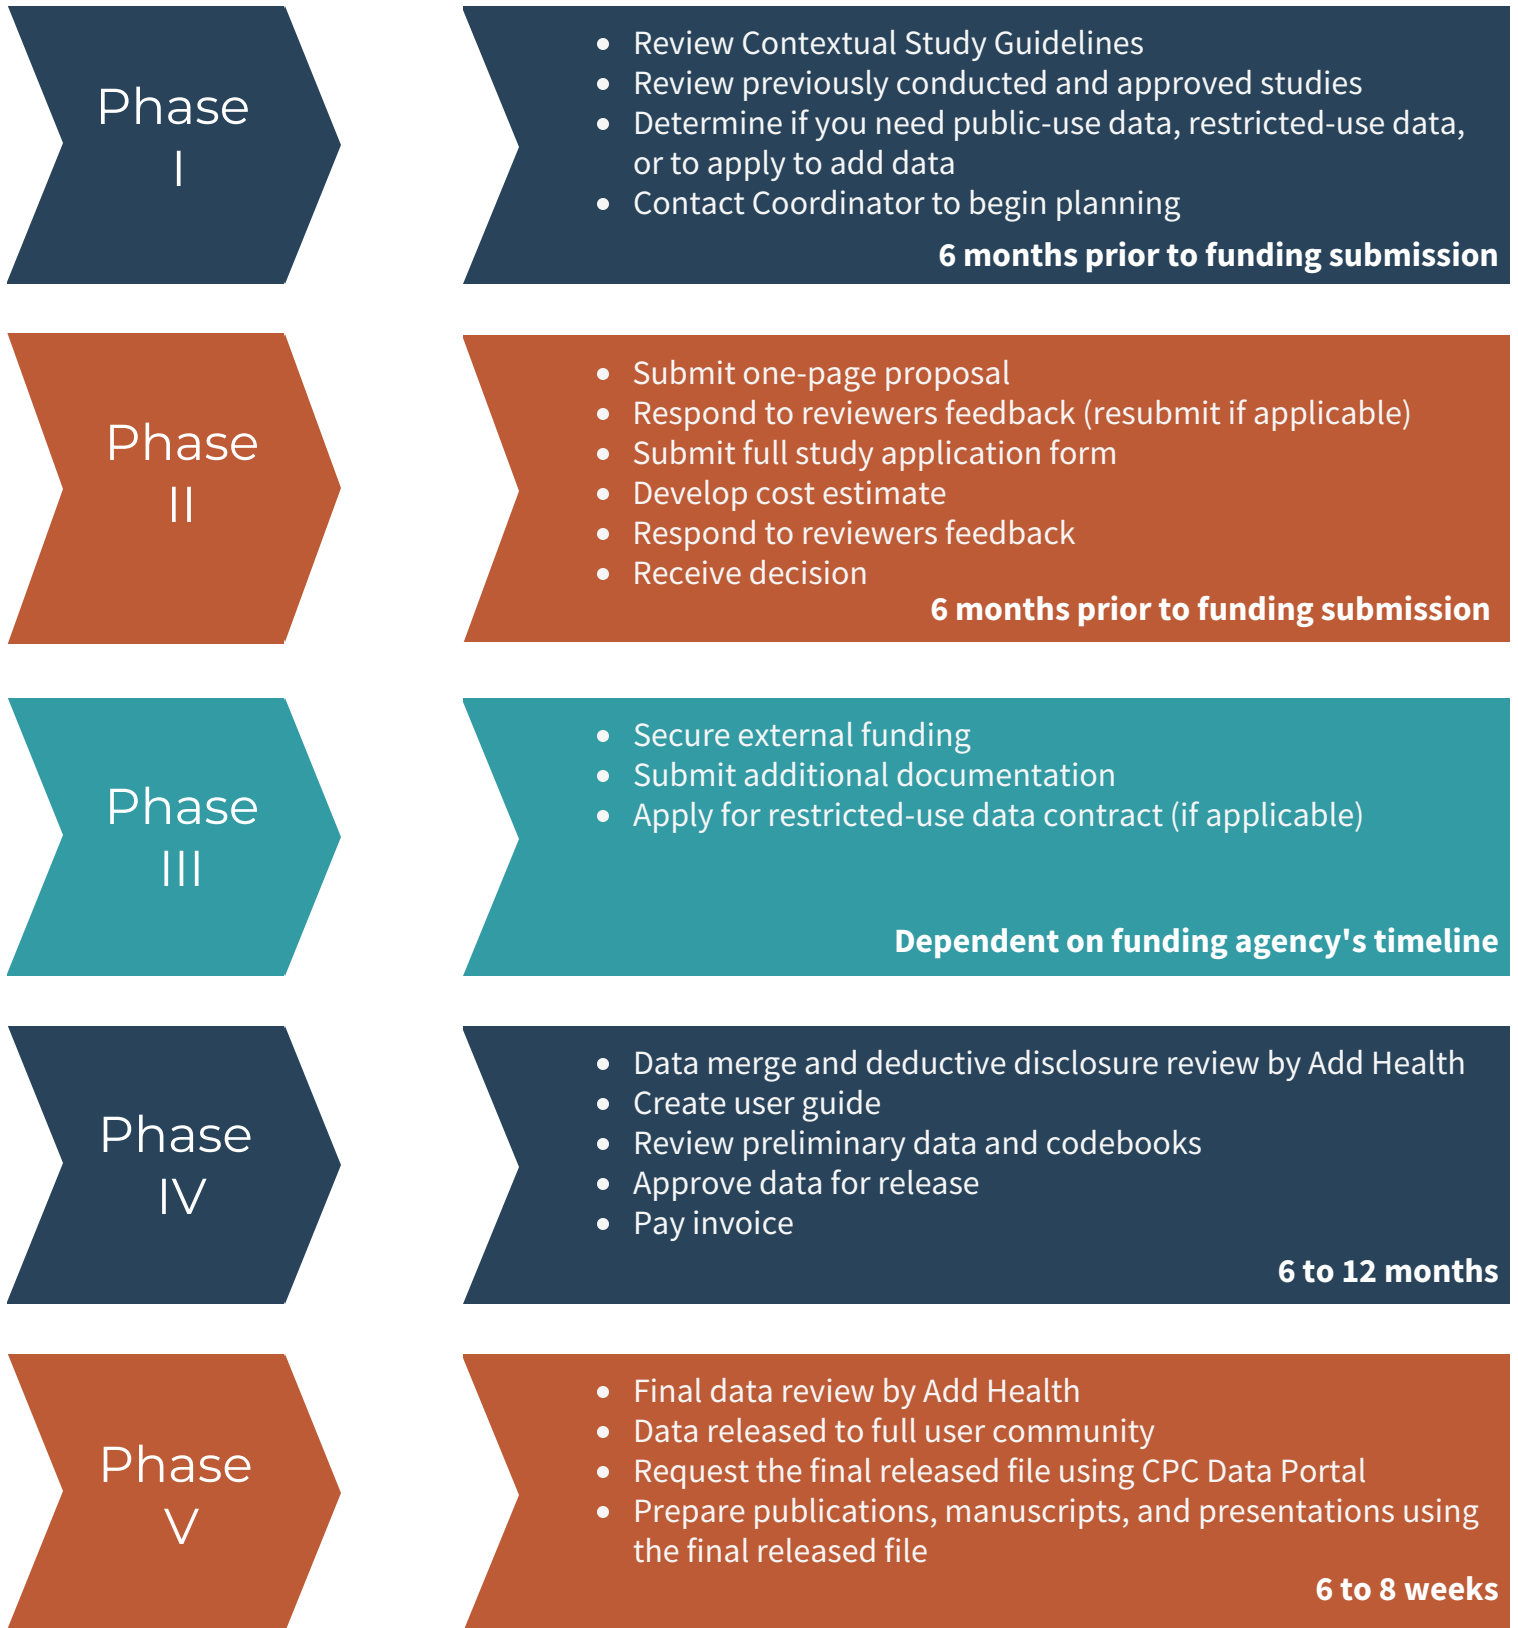 Phase
I
• Review Contextual Study Guidelines
• Review previously conducted and approved studies
• Determine if you need public-use data, restricted-use data,
or to apply to add data
• Contact Coordinator to begin planning
6 months prior to funding submission
Phase
II
• Submit one-page proposal
• Respond to reviewers feedback (resubmit if applicable)
• Submit full study application form
• Develop cost estimate
• Respond to reviewers feedback
• Receive decision
6 months prior to funding submission
Phase
III
• Secure external funding
• Submit additional documentation
• Apply for restricted-use data contract (if applicable)
Dependent on funding agency's timeline
Phase
IV
• Data merge and deductive disclosure review by Add Health
• Create user guide
• Review preliminary data and codebooks
• Approve data for release
• Pay invoice
6 to 12 months
Phase
V
• Final data review by Add Health
• Data released to full user community
• Request the final released file using CPC Data Portal
• Prepare publications, manuscripts, and presentations using
the final released file
6 to 8 weeks